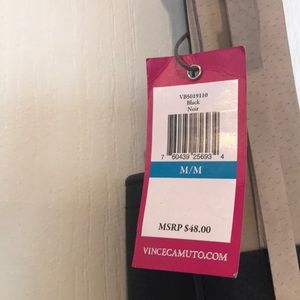 VB5019110
Black
Noir
7 60439 25693 4
M/M
MSRP $48.00
VINCECAMUTO.COM